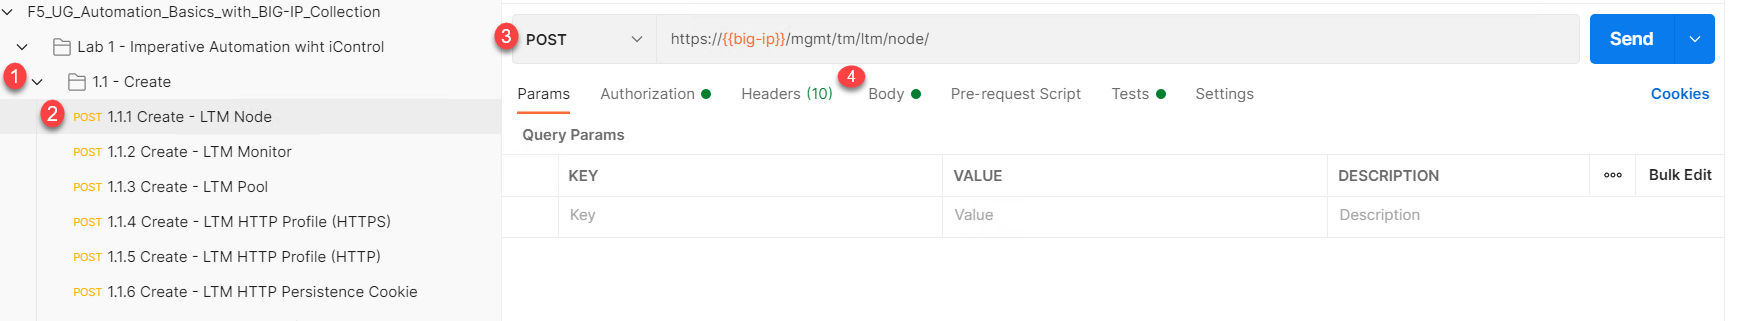 F5_UG_Automation_Basics_with_BIG-IP_Collection
Lab 1 - Imperative Automation wiht iControl
1
1.1 - Create
2
POST 1.1.1 Create - LTM Node
POST 1.1.2 Create - LTM Monitor
POST 1.1.3 Create - LTM Pool
POST 1.1.4 Create - LTM HTTP Profile (HTTPS)
POST 1.1.5 Create - LTM HTTP Profile (HTTP)
POST 1.1.6 Create - LTM HTTP Persistence Cookie
3
POST https://{{big-ip}}/mgmt/tm/ltm/node/ Send
4
Params Authorization Headers (10) Body Pre-request Script Tests Settings Cookies
Query Params
KEY VALUE DESCRIPTION ooo Bulk Edit
Key Value Description